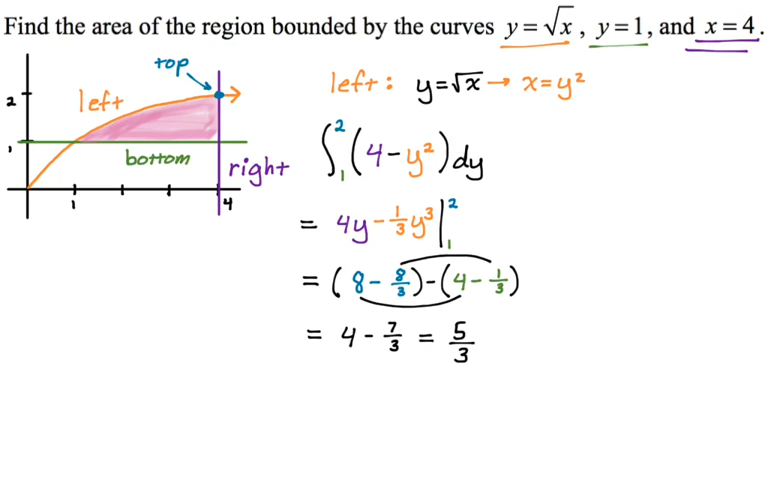 Find the area of the region bounded by the curves y = √x, y = 1, and x = 4.
top
left: y = √x → x = y²
2
left
∫₁² (4 - y²) dy
1
bottom
right
1
4
= 4y - 1/3 y³ |₁²
= (8 - 8/3) - (4 - 1/3)
= 4 - 7/3 = 5/3